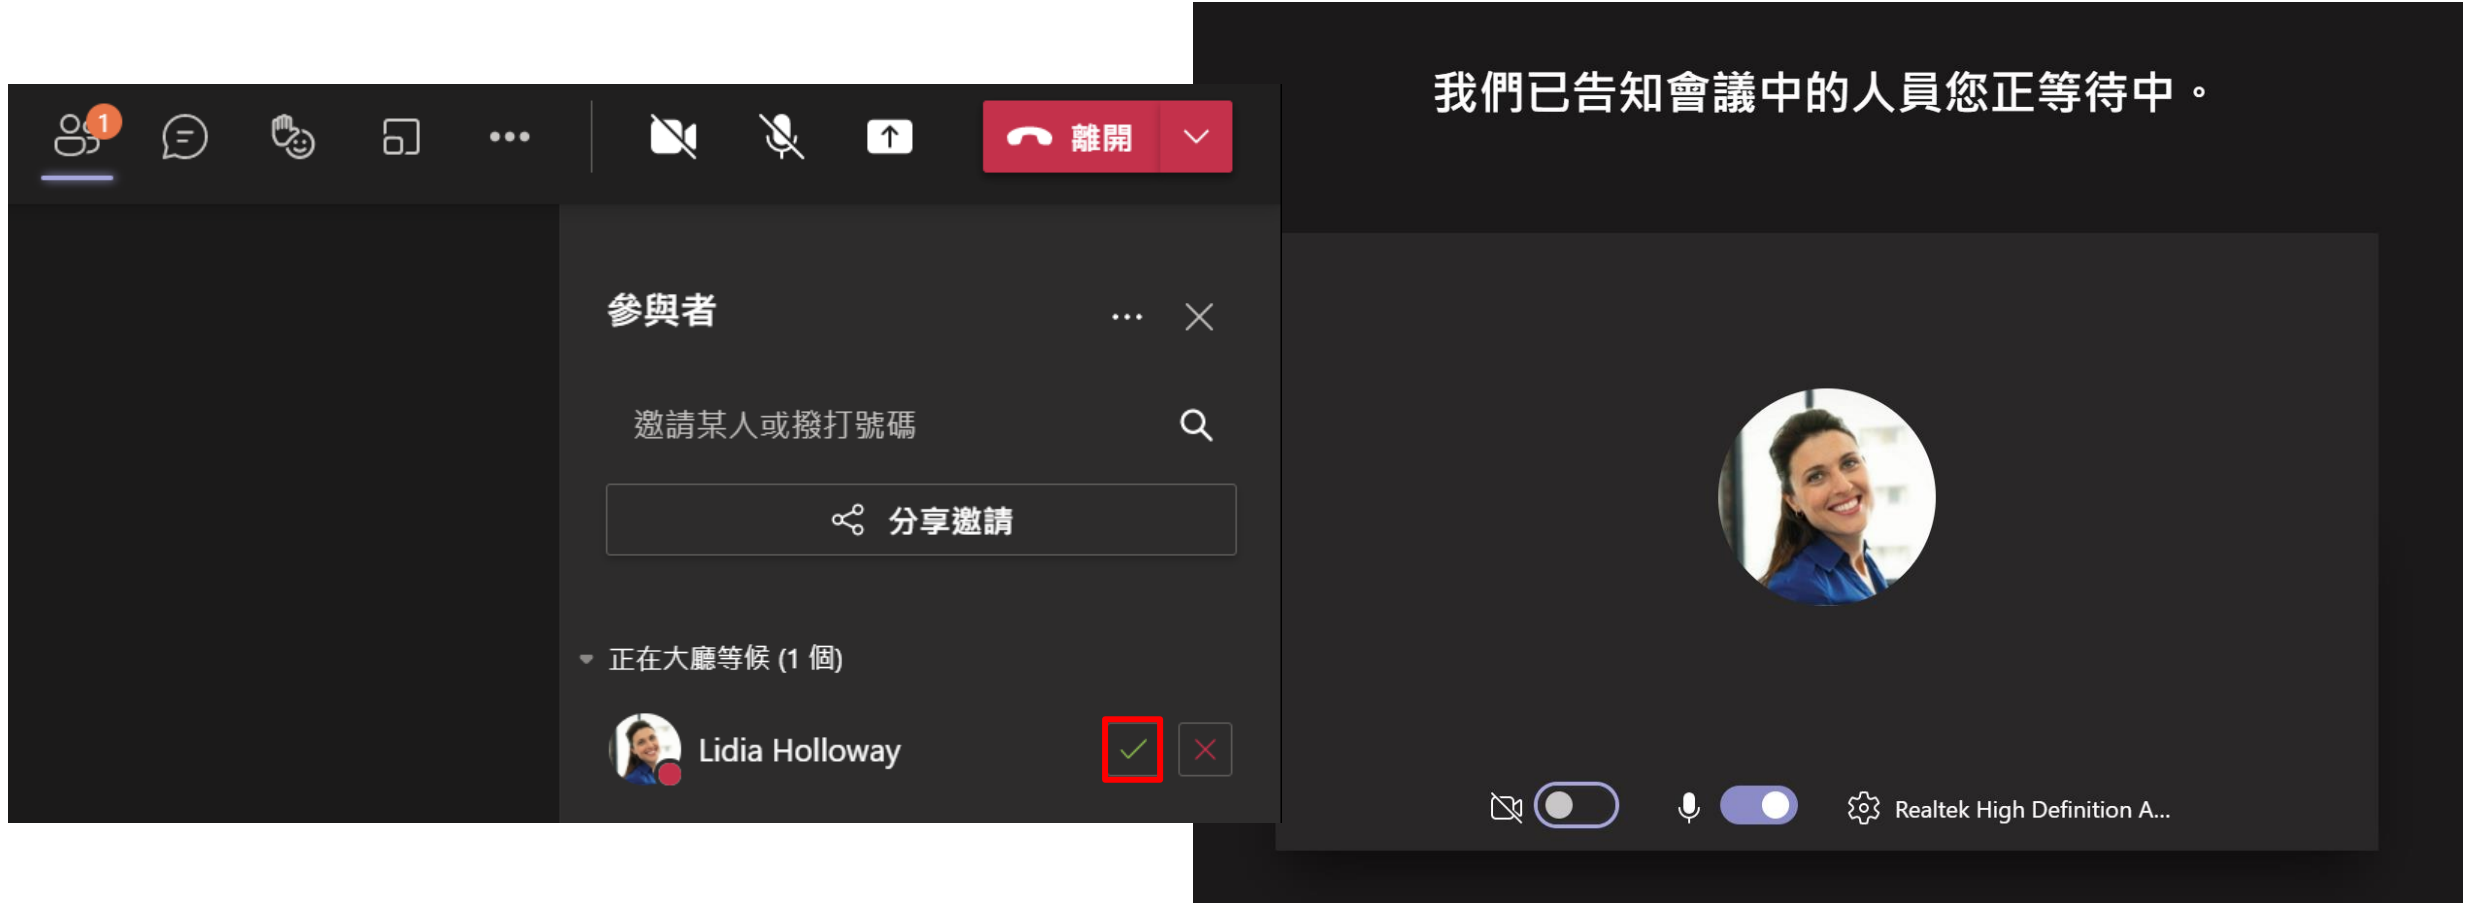 1
離開
參與者
邀請某人或撥打號碼
分享邀請
正在大廳等候 (1 個)
Lidia Holloway
我們已告知會議中的人員您正等待中。
Realtek High Definition A...